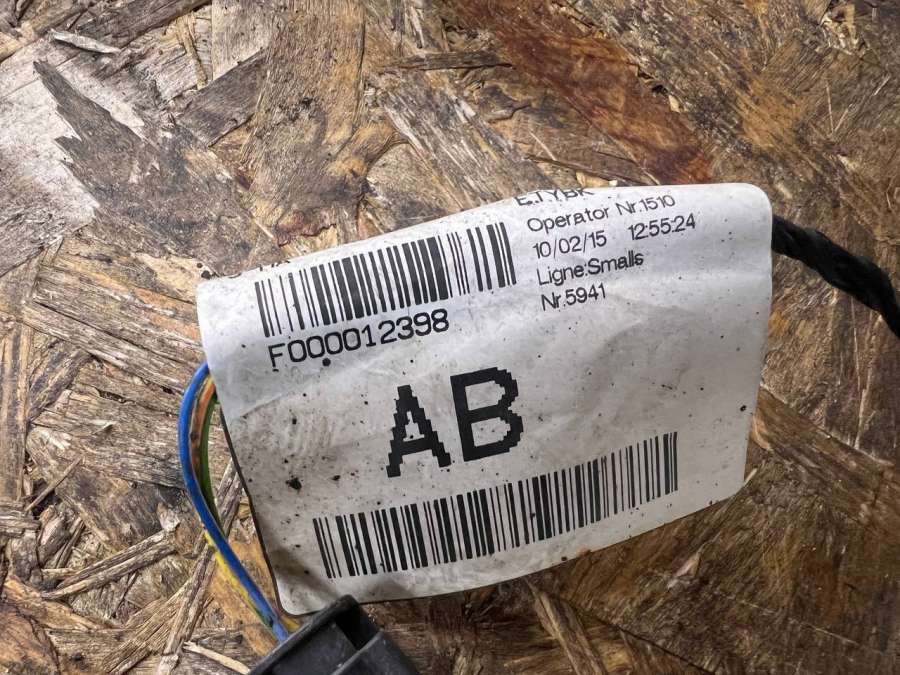 Operator Nr.1510
10/02/15 12:55:24
Ligne:Smalls
Nr.5941
F000012398
AB